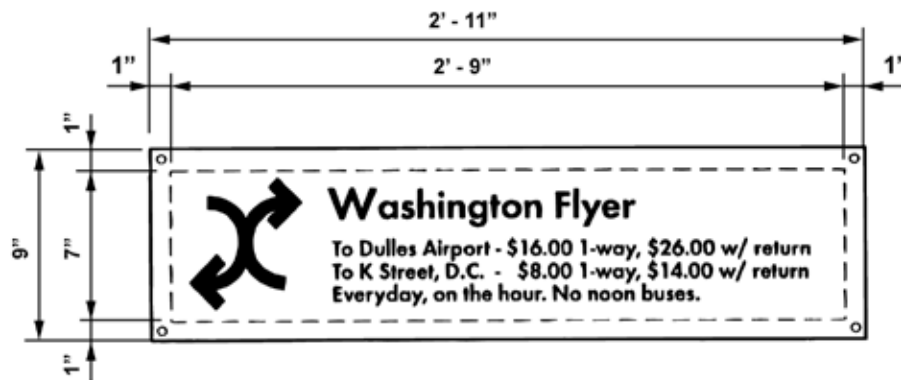 2' - 11"
1" 2' - 9" 1"
1"
9" 7"
1"
Washington Flyer
To Dulles Airport - $16.00 1-way, $26.00 w/ return
To K Street, D.C. - $8.00 1-way, $14.00 w/ return
Everyday, on the hour. No noon buses.